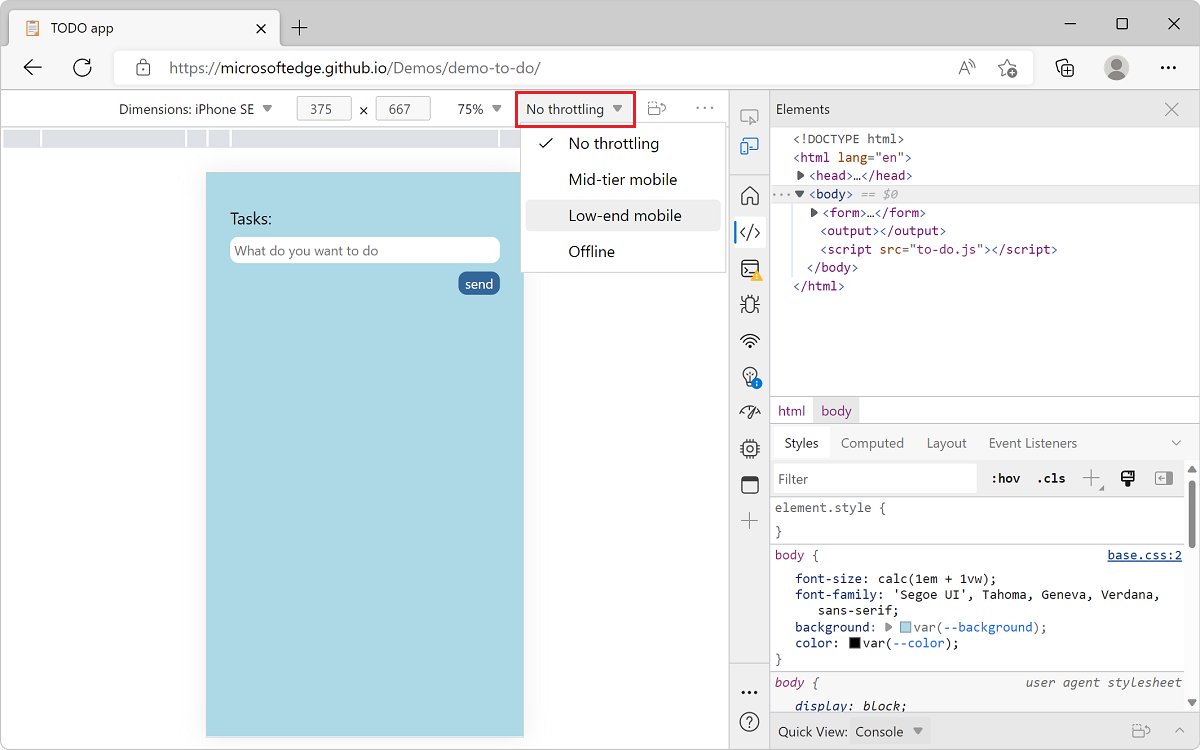 TODO app
https://microsoftedge.github.io/Demos/demo-to-do/
Dimensions: iPhone SE 375 × 667 75% No throttling
No throttling
Mid-tier mobile
Low-end mobile
Offline
Tasks:
What do you want to do
send
Elements
<!DOCTYPE html>
<html lang="en">
<head>…</head>
<body> == $0
<form>…</form>
<output></output>
<script src="to-do.js"></script>
</body>
</html>
html body
Styles Computed Layout Event Listeners
Filter :hov .cls
element.style {
}
body { base.css:2
font-size: calc(1em + 1vw);
font-family: 'Segoe UI', Tahoma, Geneva, Verdana,
sans-serif;
background: var(--background);
color: var(--color);
}
body { user agent stylesheet
display: block;
Quick View: Console